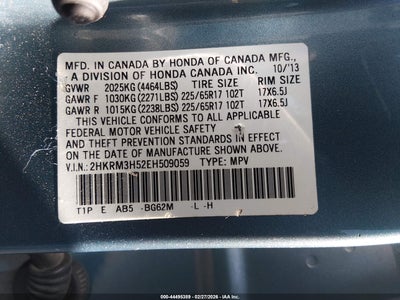 MFD. IN CANADA BY HONDA OF CANADA MFG.,
A DIVISION OF HONDA CANADA INC. 10/'13
GVWR 2025KG (4464LBS) TIRE SIZE RIM SIZE
GAWR F 1030KG (2271LBS) 225/65R17 102T 17X6.5J
GAWR R 1015KG (2238LBS) 225/65R17 102T 17X6.5J
THIS VEHICLE CONFORMS TO ALL APPLICABLE
FEDERAL MOTOR VEHICLE SAFETY
AND THEFT PREVENTION STANDARDS IN EFFECT ON THE DATE OF
MANUFACTURE SHOWN ABOVE.
V.I.N: 2HKRM3H52EH509059 TYPE: MPV
T1P E AB5 -BG62M -L -H
000-44495359 - 02/27/2026 - IAA